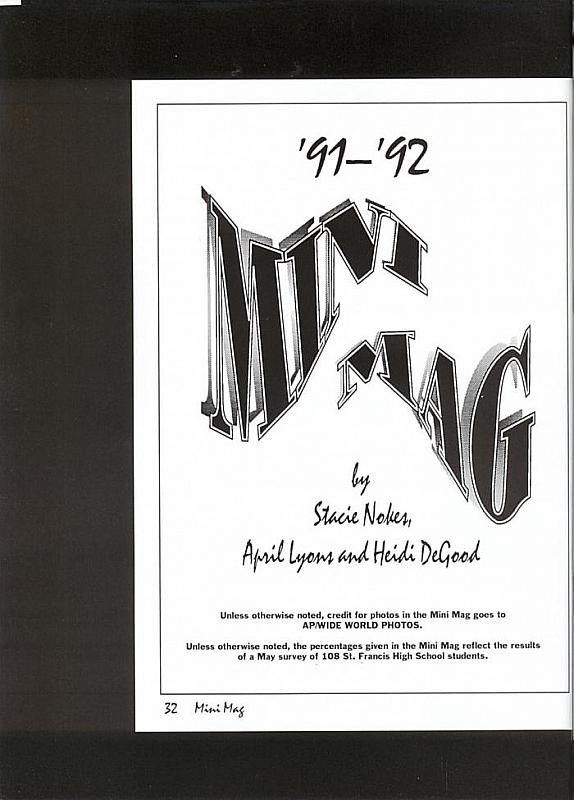 '91–'92
MINI
MAG
by
Stacie Nokes,
April Lyons and Heidi DeGood
Unless otherwise noted, credit for photos in the Mini Mag goes to
AP/WIDE WORLD PHOTOS.
Unless otherwise noted, the percentages given in the Mini Mag reflect the results
of a May survey of 108 St. Francis High School students.
32 Mini Mag